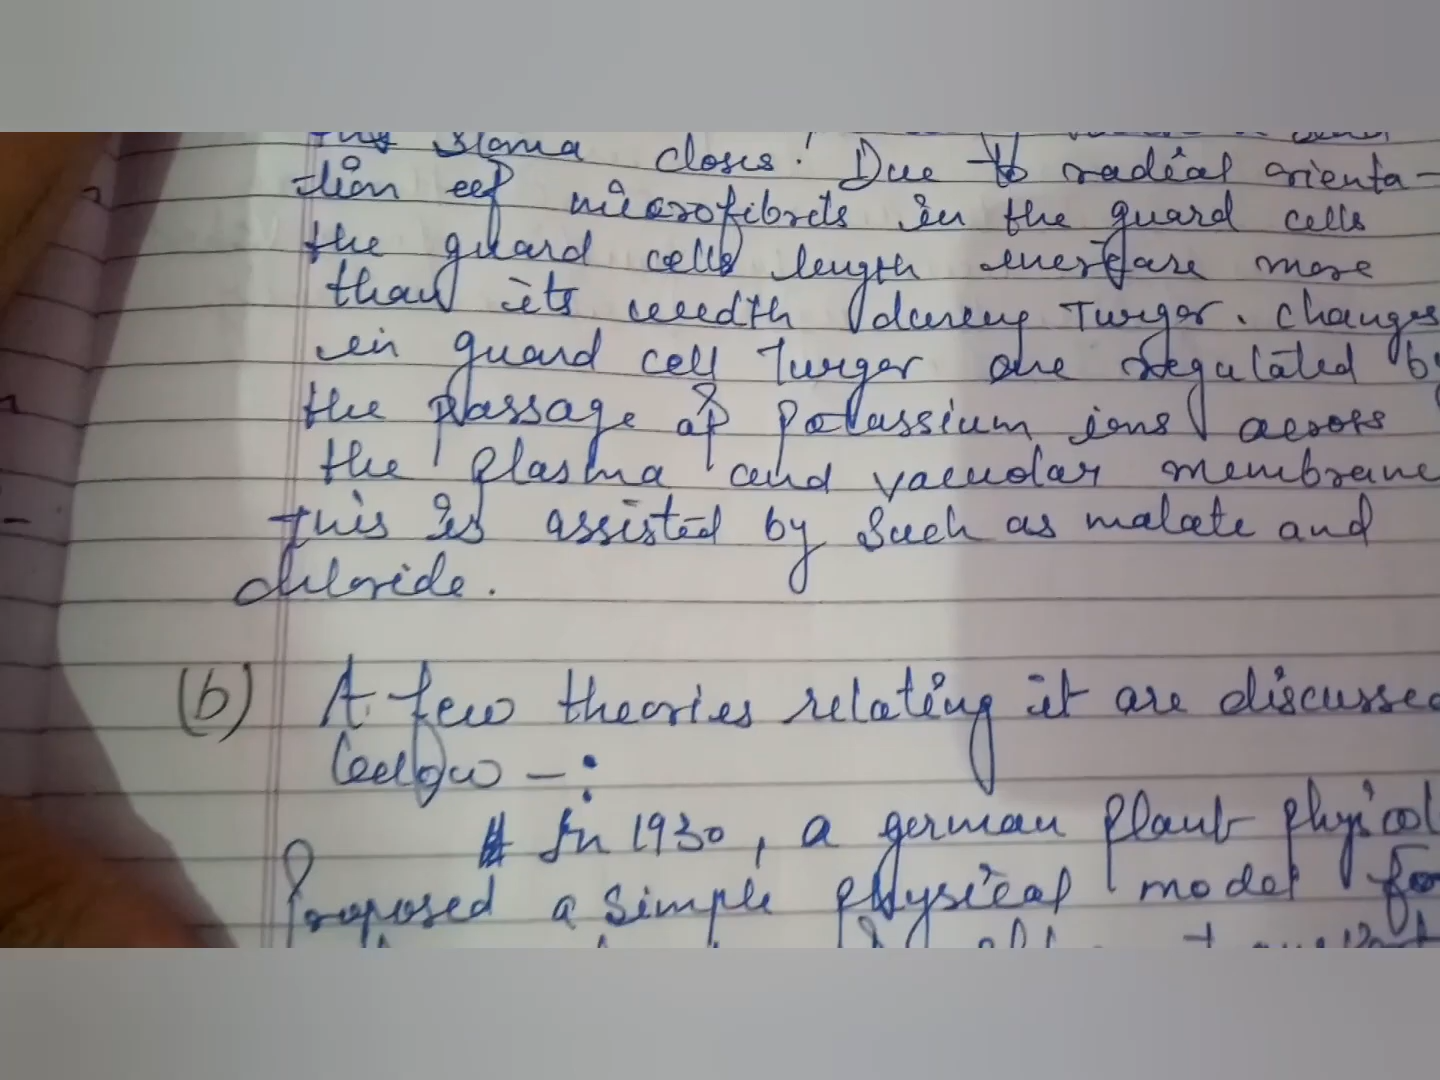 stoma closes. Due to radial orienta-
tion of microfibrils in the guard cells
the guard cells length increase more
than its width during Turgor. Changes
in guard cell Turgor are regulated by
the passage of Potassium ions across
the plasma and vacuolar membrane
this is assisted by such as malate and
chloride.
(b) A few theories relating it are discussed
below -:
In 1930, a german plant physiol
Proposed a simple physical model for